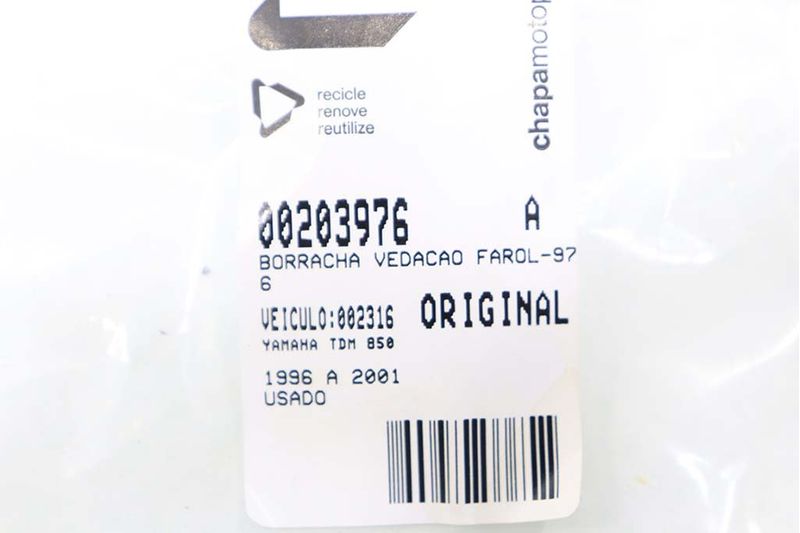 recicle
renove
reutilize
chapamotop
00203976 A
BORRACHA VEDACAO FAROL-97
6
VEICULO:002316 ORIGINAL
YAMAHA TDM 850
1996 A 2001
USADO